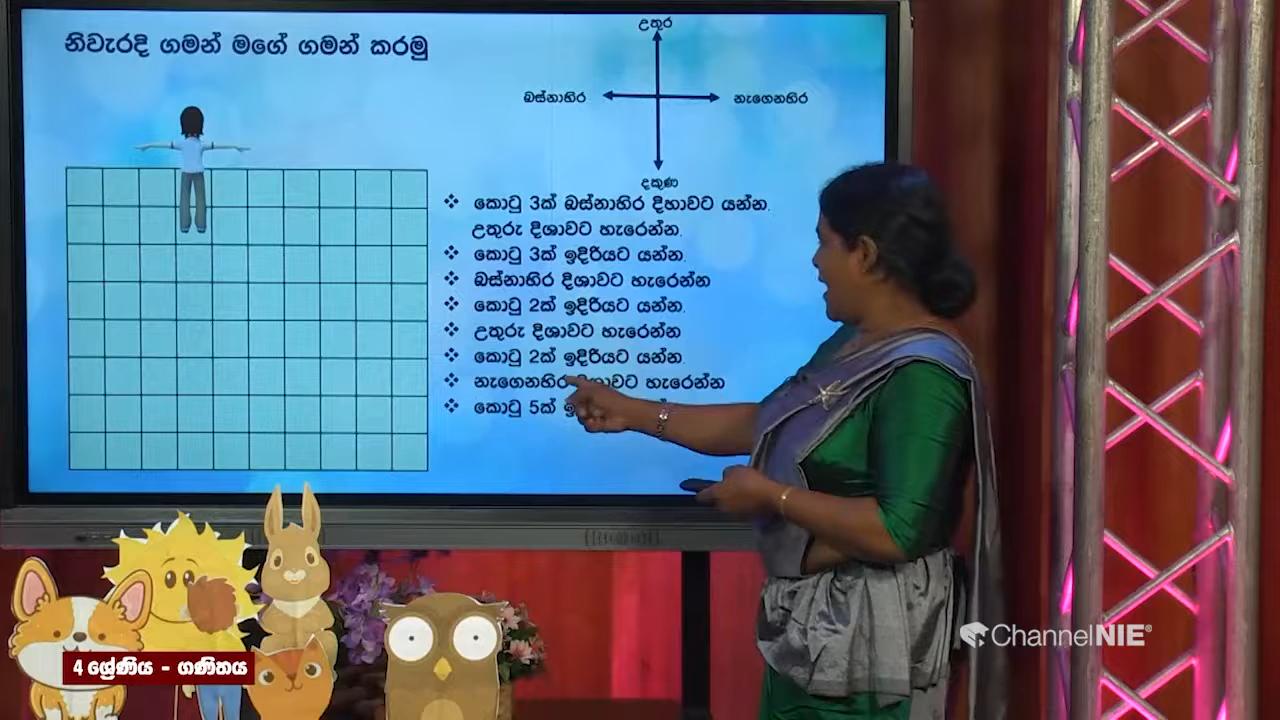 නිවැරදි ගමන් මගේ ගමන් කරමු
උතුර
බස්නාහිර
නැගෙනහිර
දකුණ
❖ කොටු 3ක් බස්නාහිර දිහාවට යන්න.
උතුරු දිශාවට හැරෙන්න.
❖ කොටු 3ක් ඉදිරියට යන්න.
❖ බස්නාහිර දිශාවට හැරෙන්න
❖ කොටු 2ක් ඉදිරියට යන්න.
❖ උතුරු දිශාවට හැරෙන්න
❖ කොටු 2ක් ඉදිරියට යන්න.
❖ නැගෙනහිර හැරෙන්න
❖ කොටු 5ක්
4 ශ්‍රේණිය - ගණිතය
ChannelNIE®